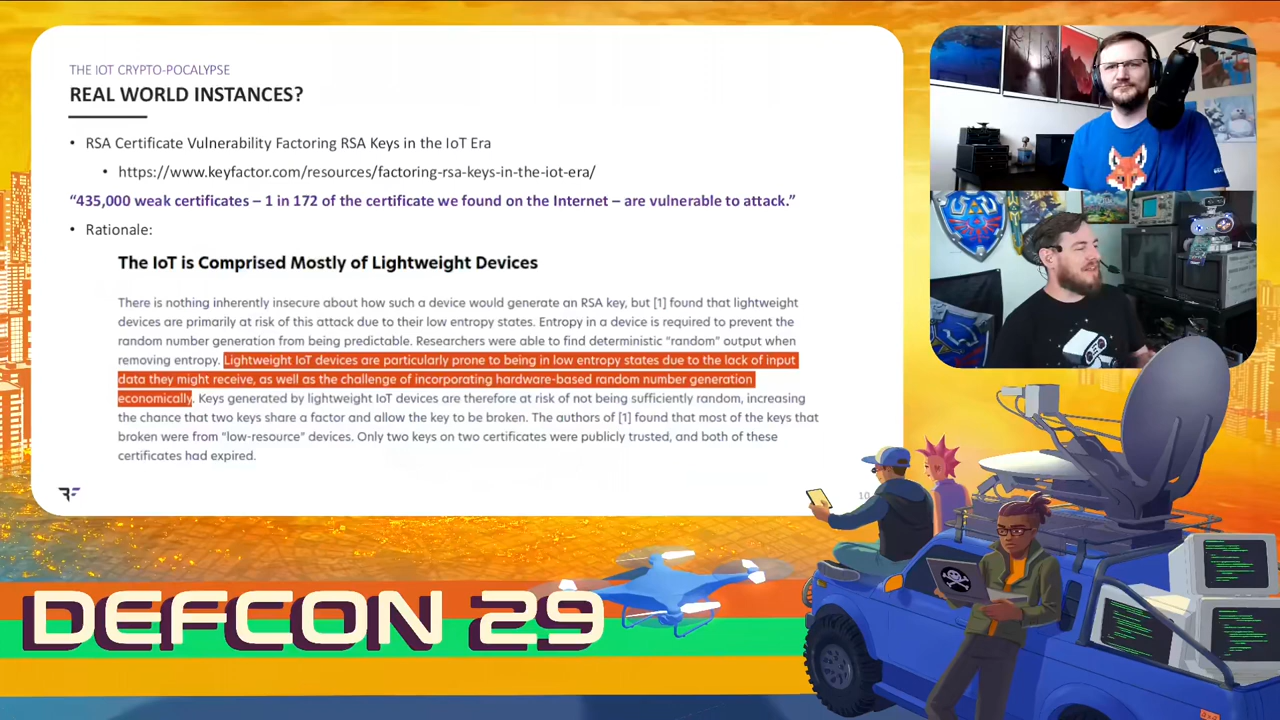 THE IOT CRYPTO-POCALYPSE
REAL WORLD INSTANCES?
• RSA Certificate Vulnerability Factoring RSA Keys in the IoT Era
• https://www.keyfactor.com/resources/factoring-rsa-keys-in-the-iot-era/
“435,000 weak certificates – 1 in 172 of the certificate we found on the Internet – are vulnerable to attack.”
• Rationale:
The IoT is Comprised Mostly of Lightweight Devices
There is nothing inherently insecure about how such a device would generate an RSA key, but [1] found that lightweight
devices are primarily at risk of this attack due to their low entropy states. Entropy in a device is required to prevent the
random number generation from being predictable. Researchers were able to find deterministic “random” output when
removing entropy. Lightweight IoT devices are particularly prone to being in low entropy states due to the lack of input
data they might receive, as well as the challenge of incorporating hardware-based random number generation
economically. Keys generated by lightweight IoT devices are therefore at risk of not being sufficiently random, increasing
the chance that two keys share a factor and allow the key to be broken. The authors of [1] found that most of the keys that
broken were from “low-resource” devices. Only two keys on two certificates were publicly trusted, and both of these
certificates had expired.
10
DEFCON 29